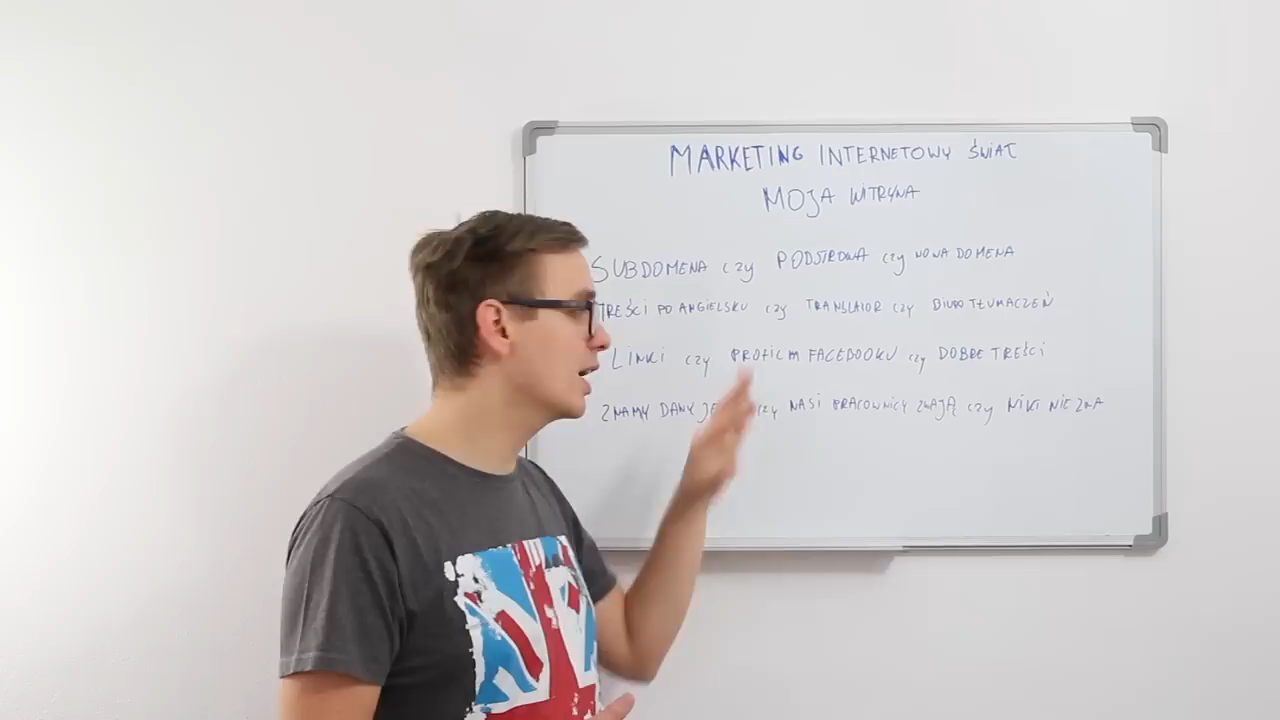 MARKETING INTERNETOWY ŚWIAT
MOJA WITRYNA
SUBDOMENA czy PODSTRONA czy NOWA DOMENA
TREŚCI PO ANGIELSKU czy TRANSLATOR czy BIURO TŁUMACZEŃ
LINKI czy PROFIL NA FACEBOOKU czy DOBRE TREŚCI
ZNAMY DANY czy NASI PRACOWNICY ZNAJĄ czy NIKT NIE ZNA